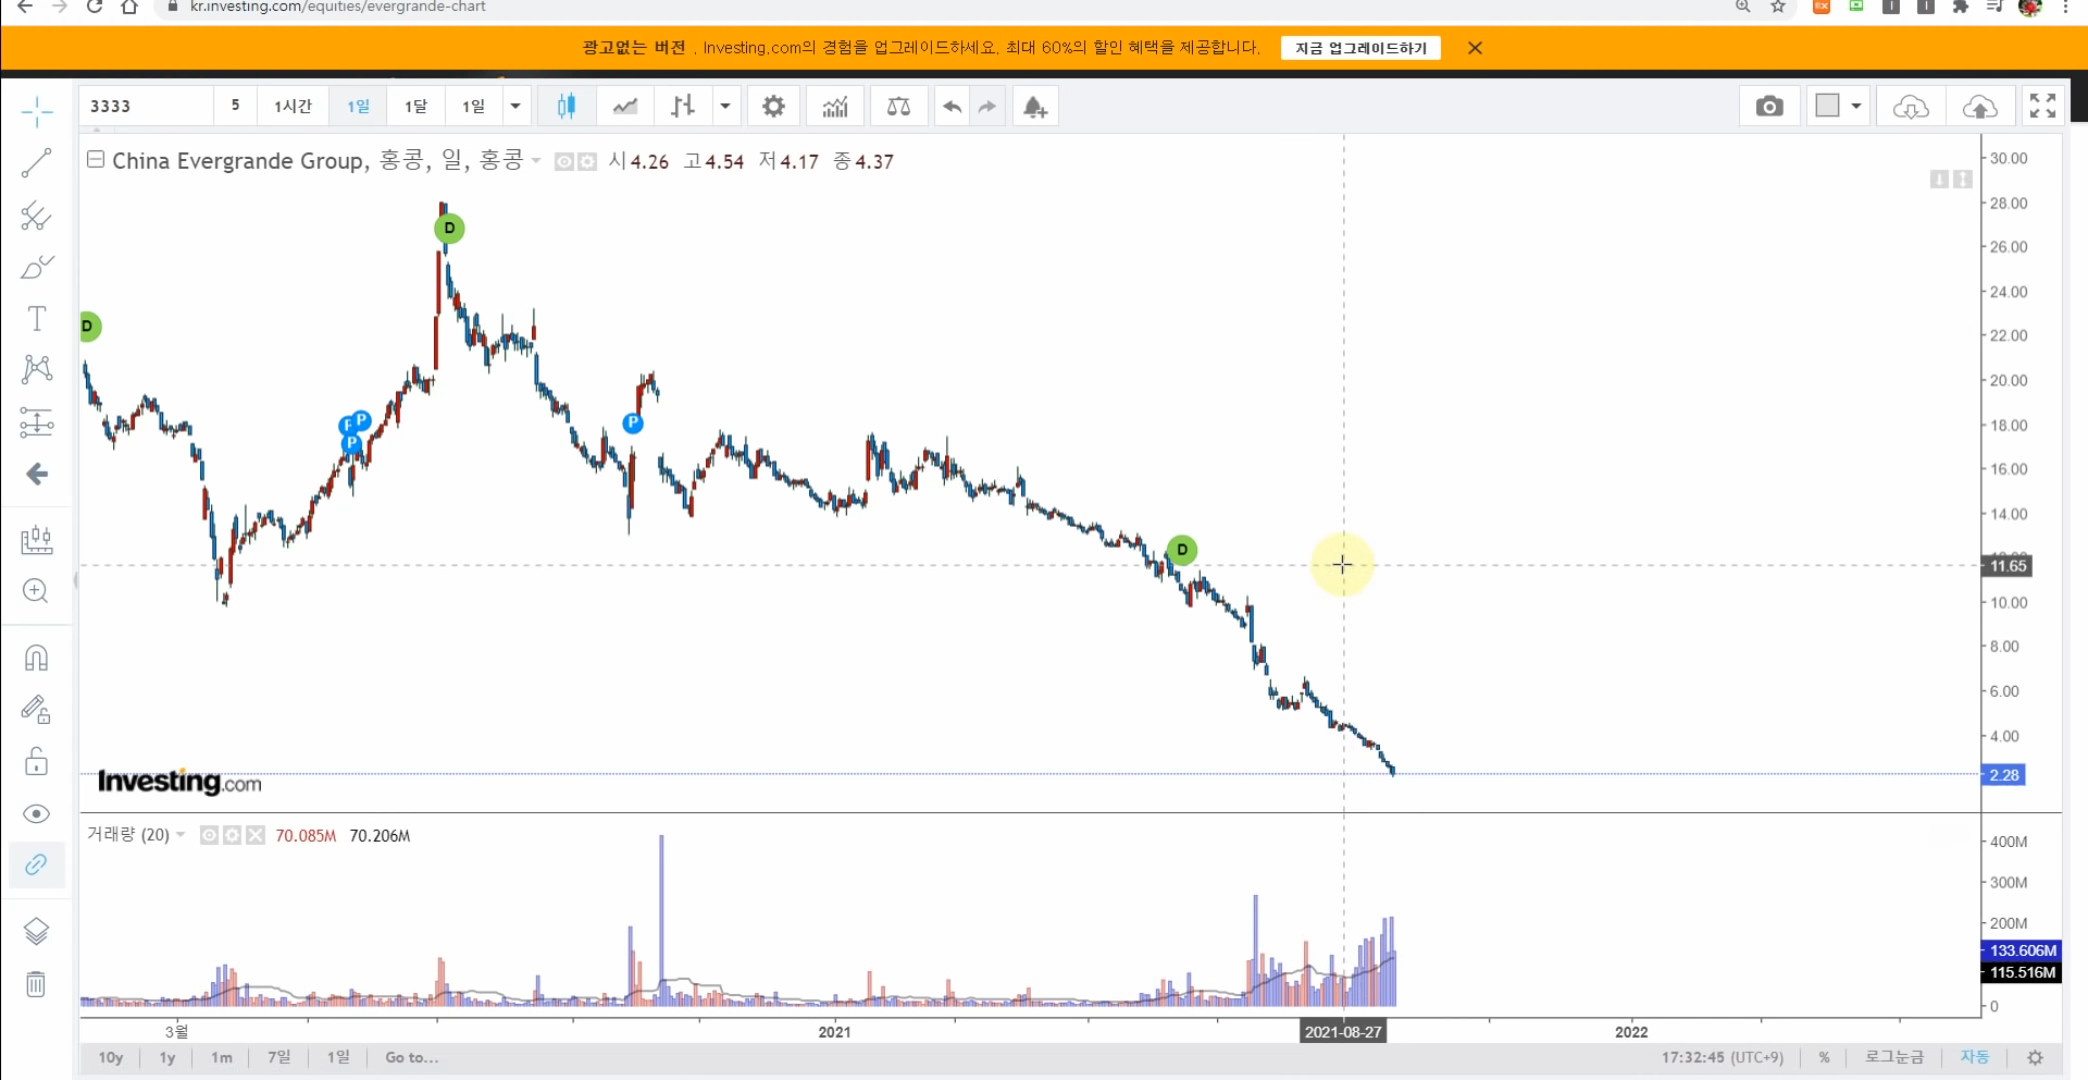 kr.investing.com/equities/evergrande-chart
광고없는 버전 . Investing.com의 경험을 업그레이드하세요. 최대 60%의 할인 혜택을 제공합니다. 지금 업그레이드하기
3333 5 1시간 1일 1달 1일
China Evergrande Group, 홍콩, 일, 홍콩 시4.26 고4.54 저4.17 종4.37
30.00
28.00
D
26.00
24.00
D
22.00
20.00
P
P
P
18.00
16.00
14.00
D
11.65
10.00
8.00
6.00
4.00
2.28
Investing.com
거래량 (20) 70.085M 70.206M
400M
300M
200M
133.606M
115.516M
0
3월 2021 2021-08-27 2022
10y 1y 1m 7일 1일 Go to... 17:32:45 (UTC+9) % 로그눈금 자동